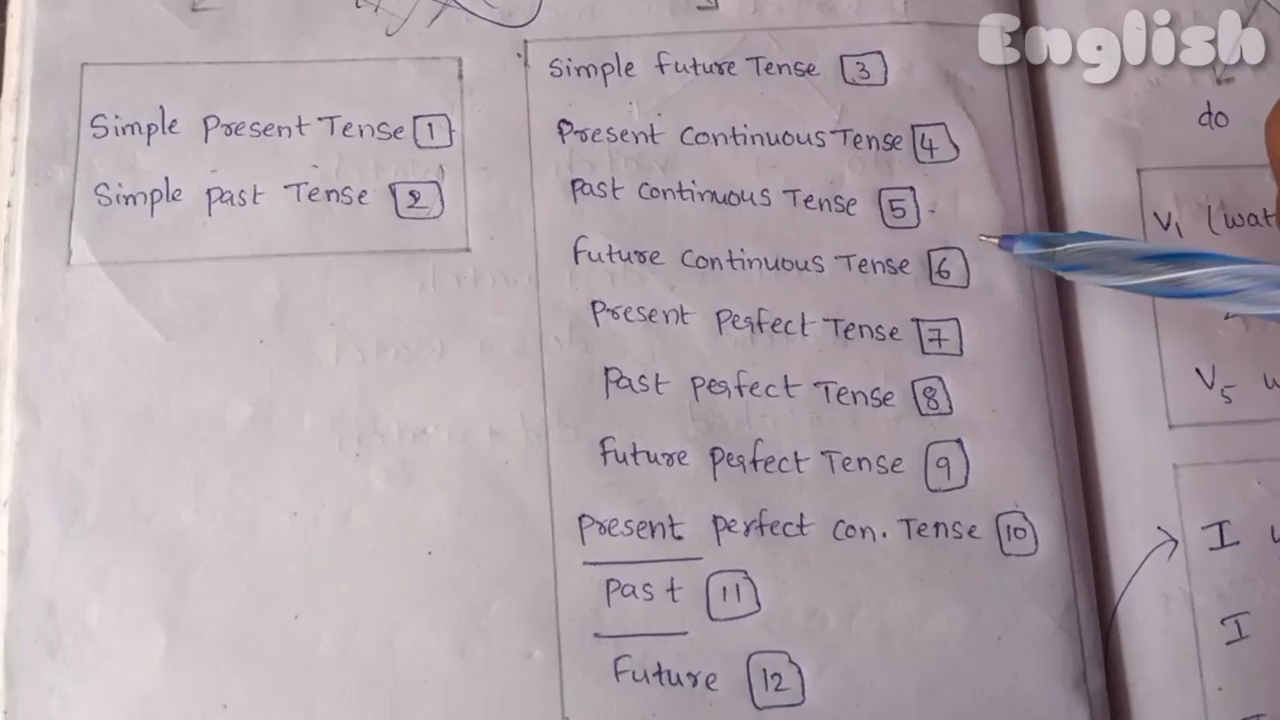 English
Simple Present Tense 1
Simple past Tense 2
Simple future Tense 3
Present Continuous Tense 4
past continuous Tense 5
future continuous Tense 6
Present perfect Tense 7
Past perfect Tense 8
Future perfect Tense 9
present perfect con. Tense 10
past 11
Future 12
do
V1
V5
I
I